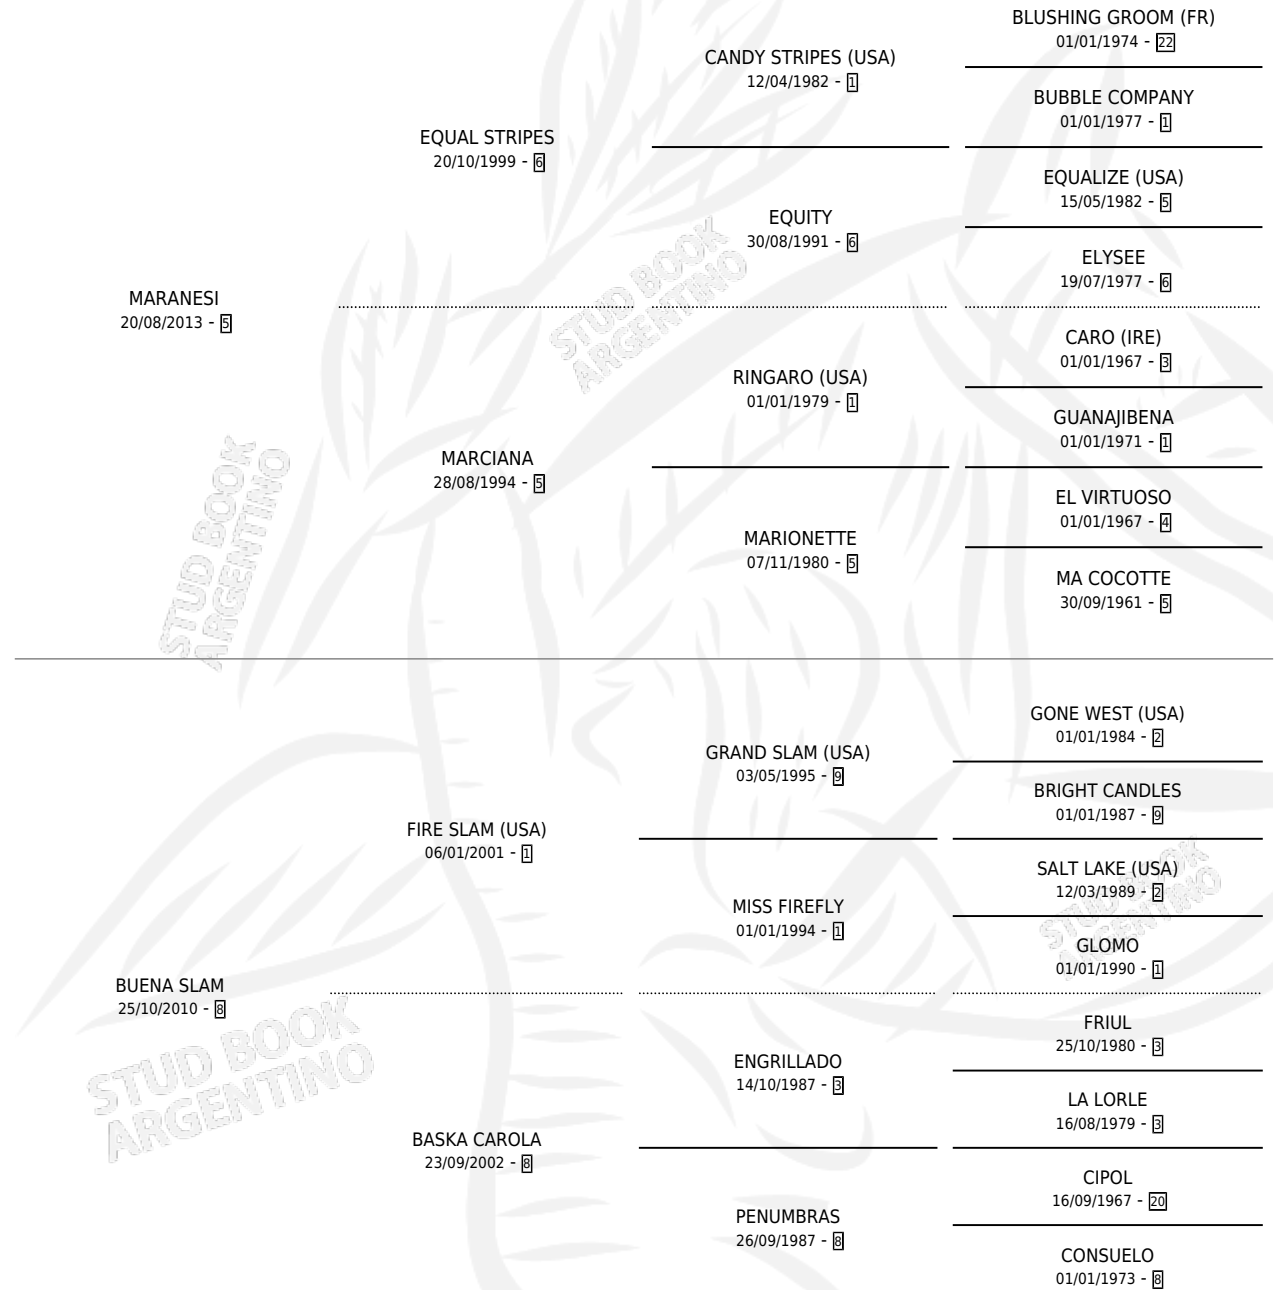 BLUSHING GROOM (FR)
01/01/1974 - 22
CANDY STRIPES (USA)
12/04/1982 - 1
BUBBLE COMPANY
01/01/1977 - 1
EQUAL STRIPES
20/10/1999 - 6
EQUALIZE (USA)
15/05/1982 - 5
EQUITY
30/08/1991 - 6
ELYSEE
19/07/1977 - 6
MARANESI
20/08/2013 - 5
CARO (IRE)
01/01/1967 - 3
RINGARO (USA)
01/01/1979 - 1
GUANAJIBENA
01/01/1971 - 1
MARCIANA
28/08/1994 - 5
EL VIRTUOSO
01/01/1967 - 4
MARIONETTE
07/11/1980 - 5
MA COCOTTE
30/09/1961 - 5
GONE WEST (USA)
01/01/1984 - 2
GRAND SLAM (USA)
03/05/1995 - 9
BRIGHT CANDLES
01/01/1987 - 9
FIRE SLAM (USA)
06/01/2001 - 1
SALT LAKE (USA)
12/03/1989 - 2
MISS FIREFLY
01/01/1994 - 1
GLOMO
01/01/1990 - 1
BUENA SLAM
25/10/2010 - 8
FRIUL
25/10/1980 - 3
ENGRILLADO
14/10/1987 - 3
LA LORLE
16/08/1979 - 3
BASKA CAROLA
23/09/2002 - 8
CIPOL
16/09/1967 - 20
PENUMBRAS
26/09/1987 - 8
CONSUELO
01/01/1973 - 8
STUD BOOK
ARGENTINO
STUD BOOK
ARGENTINO
STUD BOOK
ARGENTINO
STUD BOOK
ARGENTINO